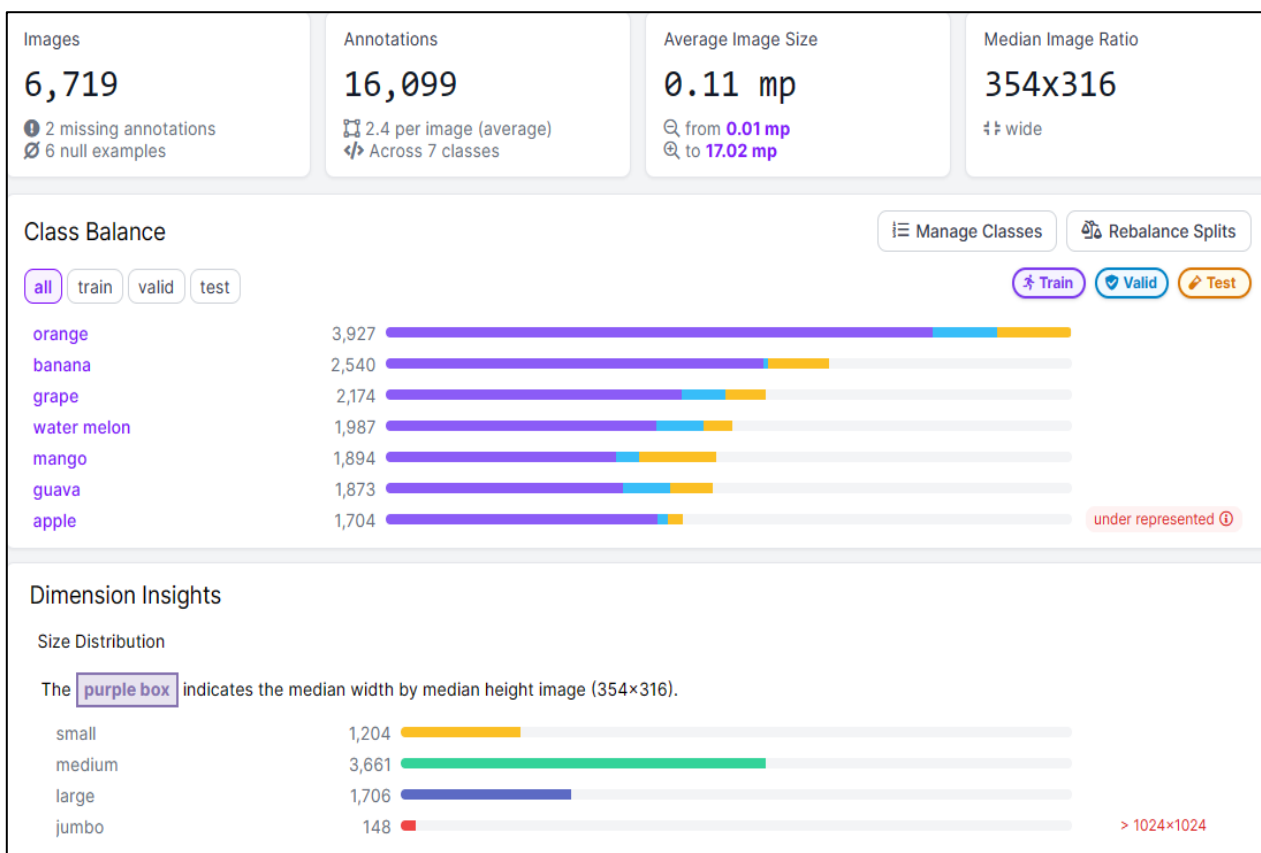 Images
6,719
2 missing annotations
6 null examples
Annotations
16,099
2.4 per image (average)
Across 7 classes
Average Image Size
0.11 mp
from 0.01 mp
to 17.02 mp
Median Image Ratio
354x316
wide
Class Balance
Manage Classes
Rebalance Splits
all train valid test
Train Valid Test
orange 3,927
banana 2,540
grape 2,174
water melon 1,987
mango 1,894
guava 1,873
apple 1,704 under represented
Dimension Insights
Size Distribution
The purple box indicates the median width by median height image (354×316).
small 1,204
medium 3,661
large 1,706
jumbo 148 > 1024×1024